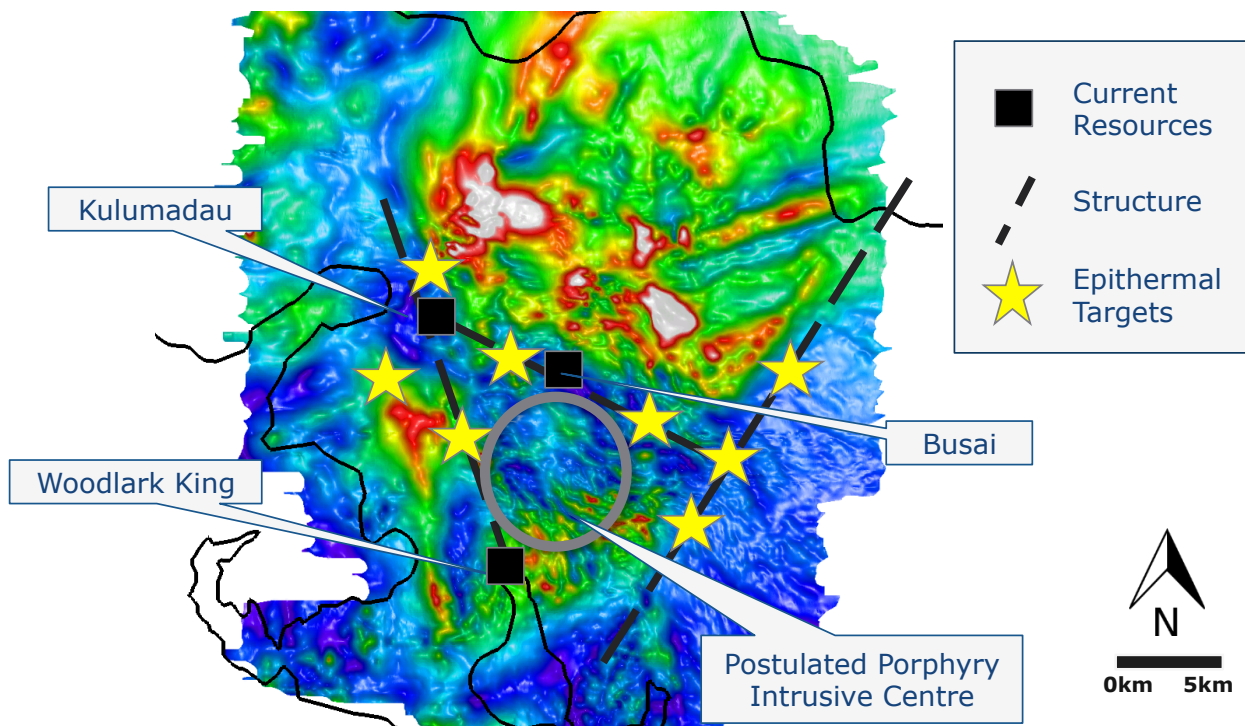 Current
Resources
Structure
Epithermal
Targets
Kulumadau
Busai
Woodlark King
Postulated Porphyry
Intrusive Centre
N
0km 5km